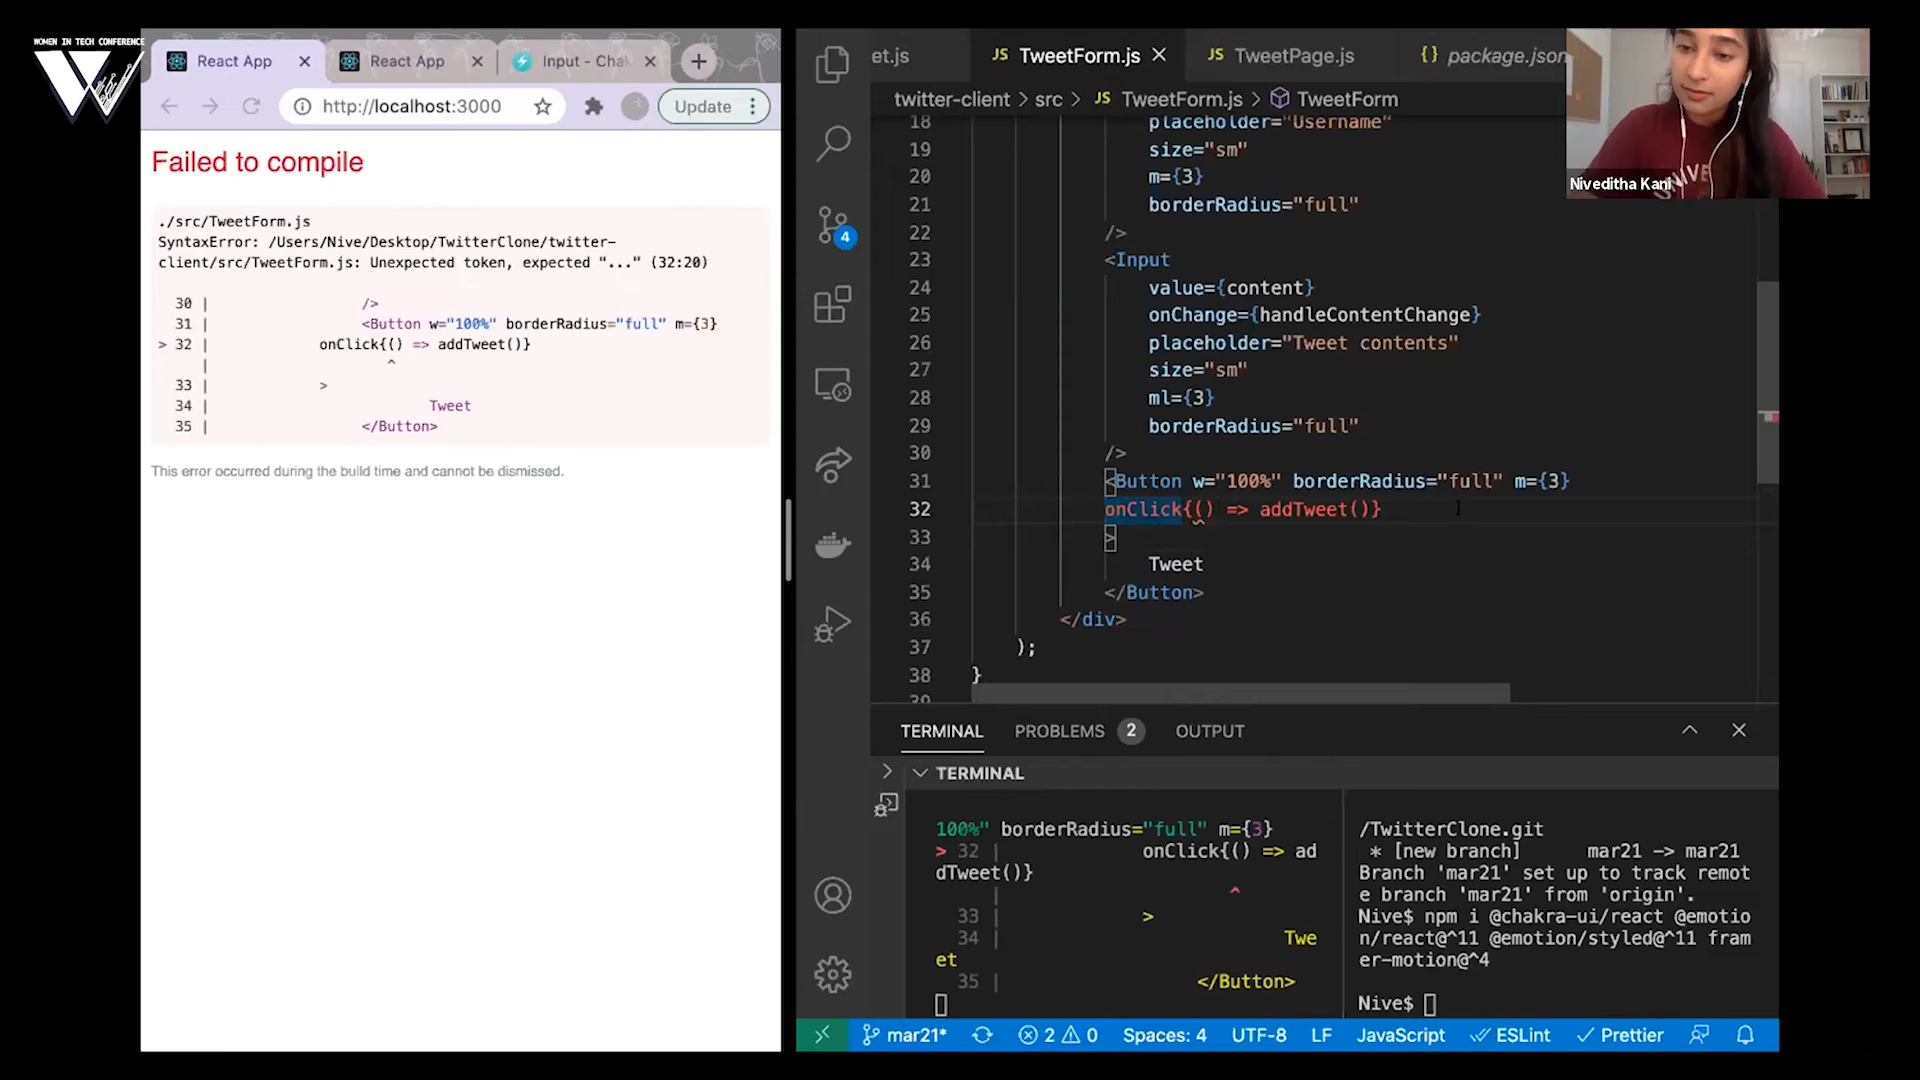 WOMEN IN TECH CONFERENCE
React App
React App
Input - Chak
http://localhost:3000
Update
Failed to compile
./src/TweetForm.js
SyntaxError: /Users/Nive/Desktop/TwitterClone/twitter-
client/src/TweetForm.js: Unexpected token, expected "..." (32:20)
30 | />
31 | <Button w="100%" borderRadius="full" m={3}
> 32 | onClick{() => addTweet()}
| ^
33 | >
34 | Tweet
35 | </Button>
This error occurred during the build time and cannot be dismissed.
et.js
JS TweetForm.js
JS TweetPage.js
{} package.json
twitter-client > src > JS TweetForm.js > TweetForm
18 placeholder="Username"
19 size="sm"
20 m={3}
21 borderRadius="full"
22 />
23 <Input
24 value={content}
25 onChange={handleContentChange}
26 placeholder="Tweet contents"
27 size="sm"
28 ml={3}
29 borderRadius="full"
30 />
31 <Button w="100%" borderRadius="full" m={3}
32 onClick{() => addTweet()}
33 >
34 Tweet
35 </Button>
36 </div>
37 );
38 }
39
4
Niveditha Kani
UNIVE
TERMINAL
PROBLEMS 2
OUTPUT
TERMINAL
100%" borderRadius="full" m={3}
> 32 | onClick{() => ad
dTweet()}
| ^
33 | >
34 | Twe
et
35 | </Button>
/TwitterClone.git
* [new branch] mar21 -> mar21
Branch 'mar21' set up to track remot
e branch 'mar21' from 'origin'.
Nive$ npm i @chakra-ui/react @emotio
n/react@^11 @emotion/styled@^11 fram
er-motion@^4
Nive$
mar21*
2
0
Spaces: 4
UTF-8
LF
JavaScript
ESLint
Prettier